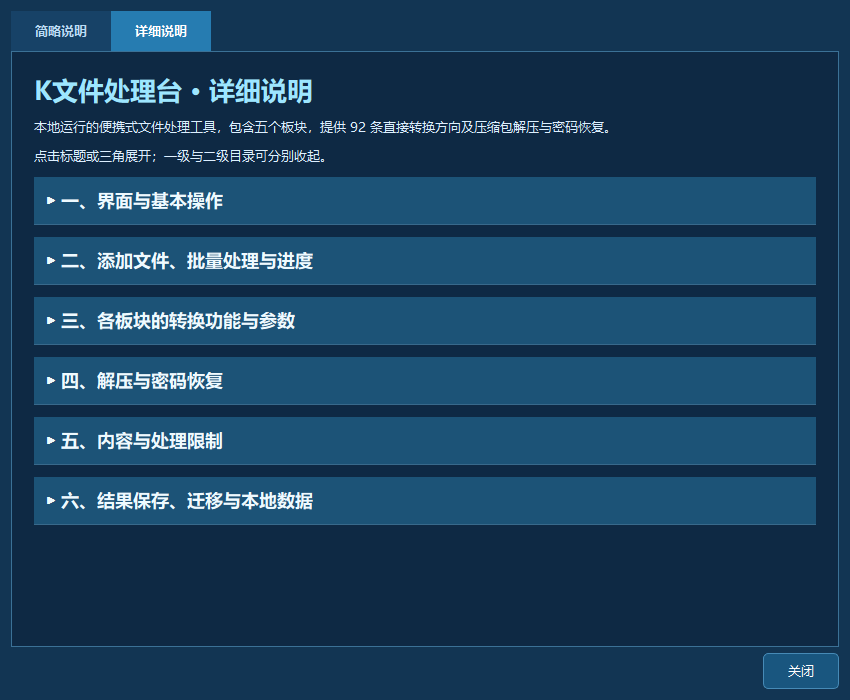 简略说明
详细说明
K文件处理台 • 详细说明
本地运行的便携式文件处理工具，包含五个板块，提供 92 条直接转换方向及压缩包解压与密码恢复。
点击标题或三角展开；一级与二级目录可分别收起。
一、界面与基本操作
二、添加文件、批量处理与进度
三、各板块的转换功能与参数
四、解压与密码恢复
五、内容与处理限制
六、结果保存、迁移与本地数据
关闭